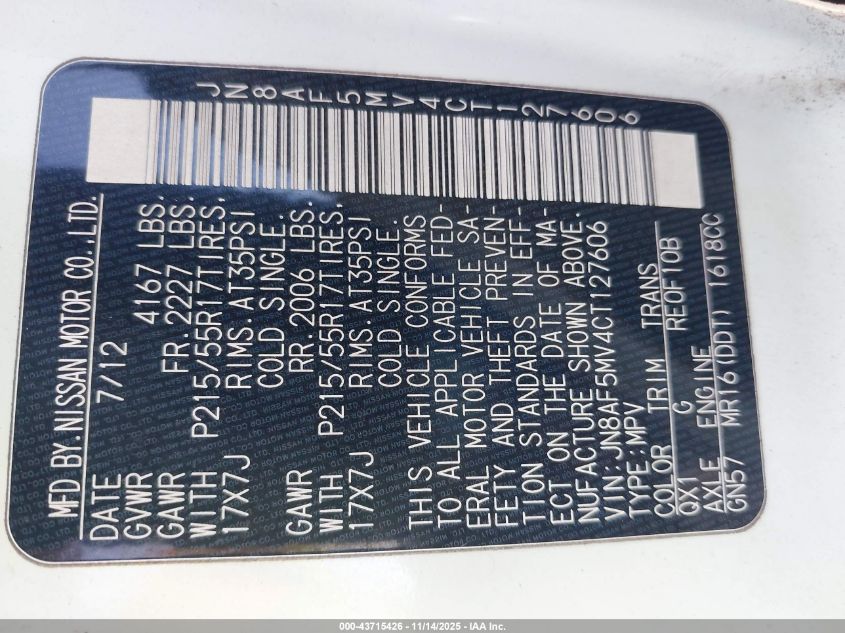 JN8AF5MV4CT127606
MFD BY.NISSAN MOTOR CO.,LTD.
DATE 7/12
GVWR 4167 LBS.
GAWR FR.2227 LBS.
WITH P215/55R17TIRES,
17X7J RIMS.AT35PSI
COLD SINGLE.
GAWR RR.2006 LBS.
WITH P215/55R17TIRES,
17X7J RIMS.AT35PSI
COLD SINGLE.
THIS VEHICLE CONFORMS
TO ALL APPLICABLE FED-
ERAL MOTOR VEHICLE SA-
FETY AND THEFT PREVEN-
TION STANDARDS IN EFF-
ECT ON THE DATE OF MA-
NUFACTURE SHOWN ABOVE.
VIN:JN8AF5MV4CT127606
TYPE:MPV
COLOR TRIM TRANS
QX1 G RE0F10B
AXLE ENGINE
GN57 MR16(DDT) 1618CC
000-43715426 - 11/14/2025 - IAA Inc.